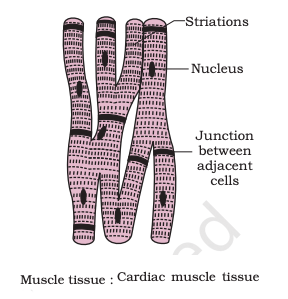 Striations
Nucleus
Junction
between
adjacent
cells
Muscle tissue : Cardiac muscle tissue